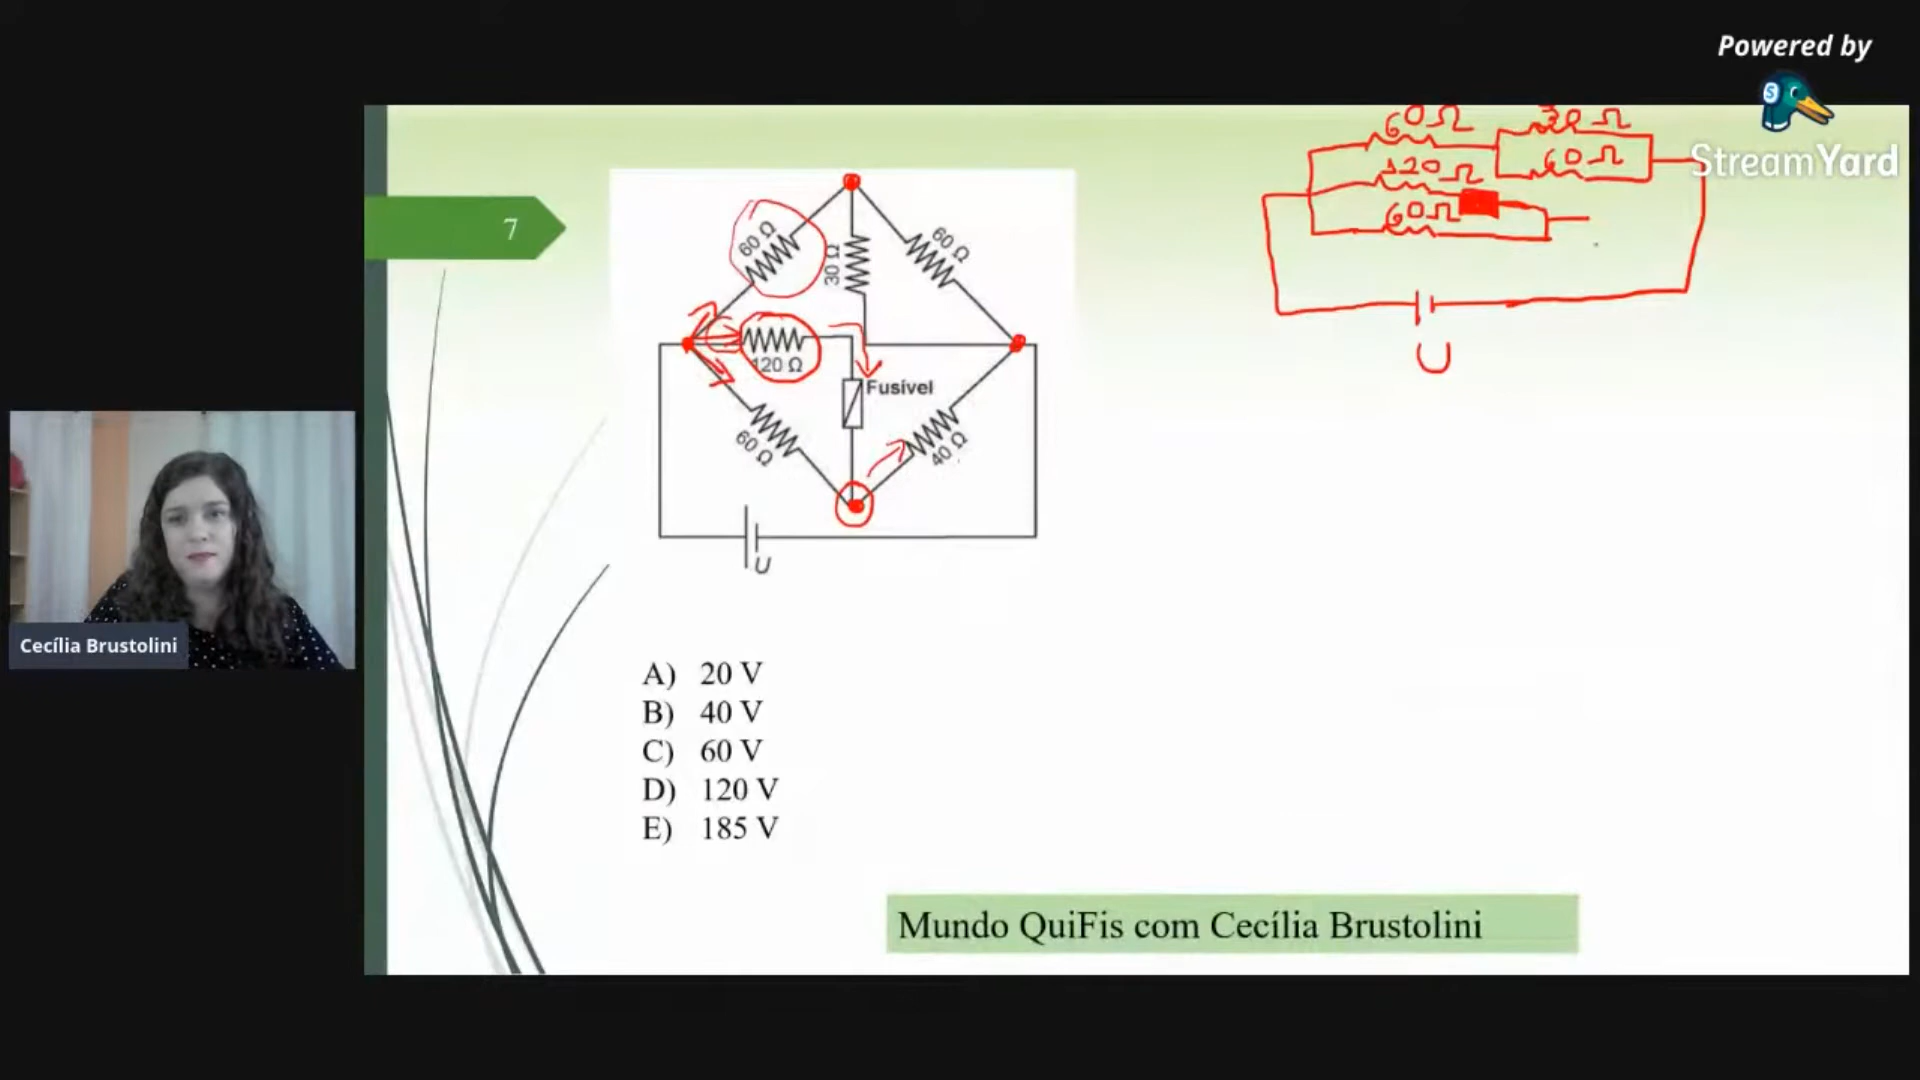 Powered by
StreamYard
7
60 Ω
30 Ω
60 Ω
120 Ω
Fusível
60 Ω
40 Ω
U
60Ω
30Ω
120Ω
60Ω
60Ω
U
Cecília Brustolini
A) 20 V
B) 40 V
C) 60 V
D) 120 V
E) 185 V
Mundo QuiFis com Cecília Brustolini